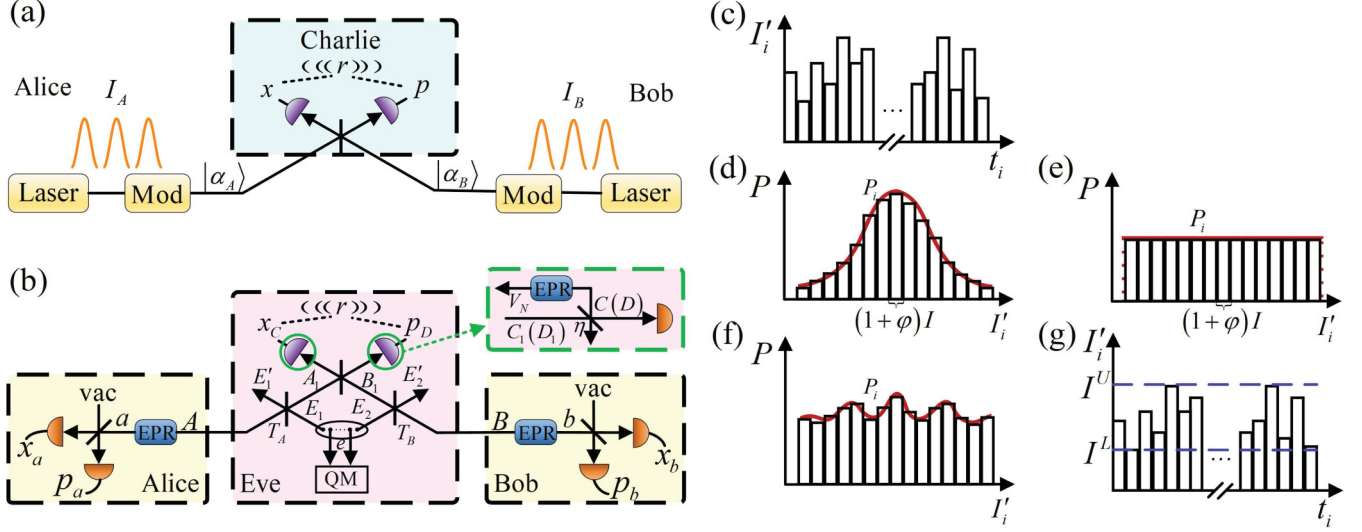 (a)
Charlie
(((r)))
x
p
Alice
I_A
I_B
Bob
Laser
Mod
|α_A⟩
|α_B⟩
Mod
Laser
(b)
(((r)))
x_C
p_D
E'_1
A_1
B_1
E'_2
T_A
E_1
E_2
T_B
e
QM
Eve
V_N
EPR
C(D)
C_1(D_1)
η
vac
a
A
EPR
x_a
p_a
Alice
B
EPR
b
vac
x_b
p_b
Bob
(c)
I'_i
...
t_i
(d)
P
P_i
(1+φ)I
I'_i
(e)
P
P_i
(1+φ)I
I'_i
(f)
P
P_i
I'_i
(g)
I'_i
I^U
I^L
...
t_i